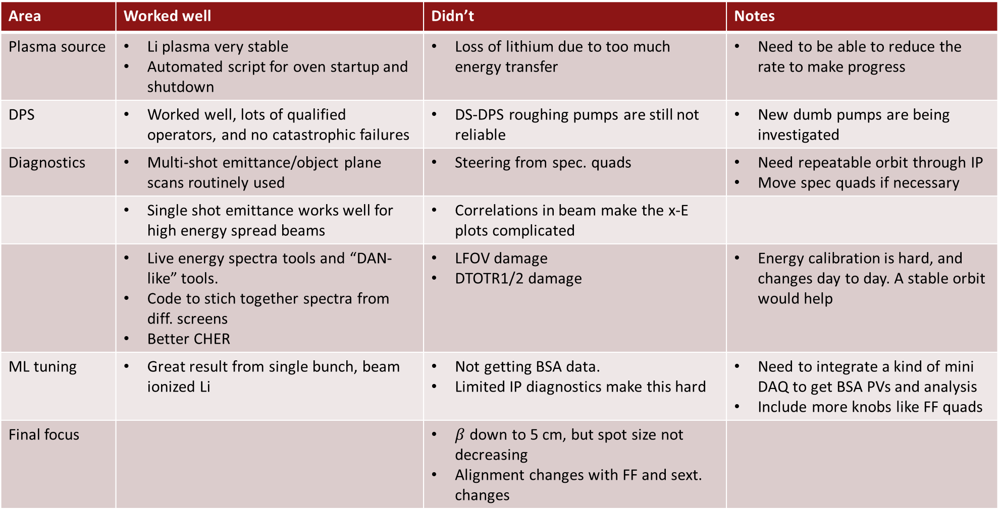 Area Worked well Didn’t Notes
Plasma source
• Li plasma very stable
• Automated script for oven startup and
shutdown
• Loss of lithium due to too much
energy transfer
• Need to be able to reduce the
rate to make progress
DPS
• Worked well, lots of qualified
operators, and no catastrophic failures
• DS-DPS roughing pumps are still not
reliable
• New dumb pumps are being
investigated
Diagnostics
• Multi-shot emittance/object plane
scans routinely used
• Steering from spec. quads
• Need repeatable orbit through IP
• Move spec quads if necessary
• Single shot emittance works well for
high energy spread beams
• Correlations in beam make the x-E
plots complicated
• Live energy spectra tools and “DAN-
like” tools.
• Code to stich together spectra from
diff. screens
• Better CHER
• LFOV damage
• DTOTR1/2 damage
• Energy calibration is hard, and
changes day to day. A stable orbit
would help
ML tuning
• Great result from single bunch, beam
ionized Li
• Not getting BSA data.
• Limited IP diagnostics make this hard
• Need to integrate a kind of mini
DAQ to get BSA PVs and analysis
• Include more knobs like FF quads
Final focus
• β down to 5 cm, but spot size not
decreasing
• Alignment changes with FF and sext.
changes